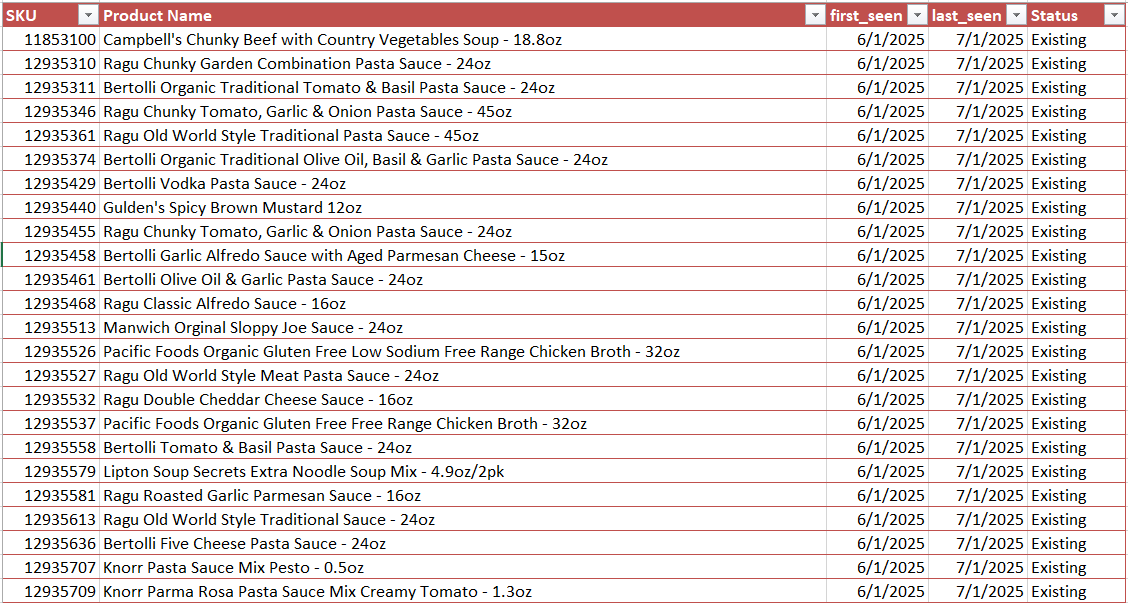 SKU Product Name first_seen last_seen Status
11853100 Campbell's Chunky Beef with Country Vegetables Soup - 18.8oz 6/1/2025 7/1/2025 Existing
12935310 Ragu Chunky Garden Combination Pasta Sauce - 24oz 6/1/2025 7/1/2025 Existing
12935311 Bertolli Organic Traditional Tomato & Basil Pasta Sauce - 24oz 6/1/2025 7/1/2025 Existing
12935346 Ragu Chunky Tomato, Garlic & Onion Pasta Sauce - 45oz 6/1/2025 7/1/2025 Existing
12935361 Ragu Old World Style Traditional Pasta Sauce - 45oz 6/1/2025 7/1/2025 Existing
12935374 Bertolli Organic Traditional Olive Oil, Basil & Garlic Pasta Sauce - 24oz 6/1/2025 7/1/2025 Existing
12935429 Bertolli Vodka Pasta Sauce - 24oz 6/1/2025 7/1/2025 Existing
12935440 Gulden's Spicy Brown Mustard 12oz 6/1/2025 7/1/2025 Existing
12935455 Ragu Chunky Tomato, Garlic & Onion Pasta Sauce - 24oz 6/1/2025 7/1/2025 Existing
12935458 Bertolli Garlic Alfredo Sauce with Aged Parmesan Cheese - 15oz 6/1/2025 7/1/2025 Existing
12935461 Bertolli Olive Oil & Garlic Pasta Sauce - 24oz 6/1/2025 7/1/2025 Existing
12935468 Ragu Classic Alfredo Sauce - 16oz 6/1/2025 7/1/2025 Existing
12935513 Manwich Orginal Sloppy Joe Sauce - 24oz 6/1/2025 7/1/2025 Existing
12935526 Pacific Foods Organic Gluten Free Low Sodium Free Range Chicken Broth - 32oz 6/1/2025 7/1/2025 Existing
12935527 Ragu Old World Style Meat Pasta Sauce - 24oz 6/1/2025 7/1/2025 Existing
12935532 Ragu Double Cheddar Cheese Sauce - 16oz 6/1/2025 7/1/2025 Existing
12935537 Pacific Foods Organic Gluten Free Free Range Chicken Broth - 32oz 6/1/2025 7/1/2025 Existing
12935558 Bertolli Tomato & Basil Pasta Sauce - 24oz 6/1/2025 7/1/2025 Existing
12935579 Lipton Soup Secrets Extra Noodle Soup Mix - 4.9oz/2pk 6/1/2025 7/1/2025 Existing
12935581 Ragu Roasted Garlic Parmesan Sauce - 16oz 6/1/2025 7/1/2025 Existing
12935613 Ragu Old World Style Traditional Sauce - 24oz 6/1/2025 7/1/2025 Existing
12935636 Bertolli Five Cheese Pasta Sauce - 24oz 6/1/2025 7/1/2025 Existing
12935707 Knorr Pasta Sauce Mix Pesto - 0.5oz 6/1/2025 7/1/2025 Existing
12935709 Knorr Parma Rosa Pasta Sauce Mix Creamy Tomato - 1.3oz 6/1/2025 7/1/2025 Existing